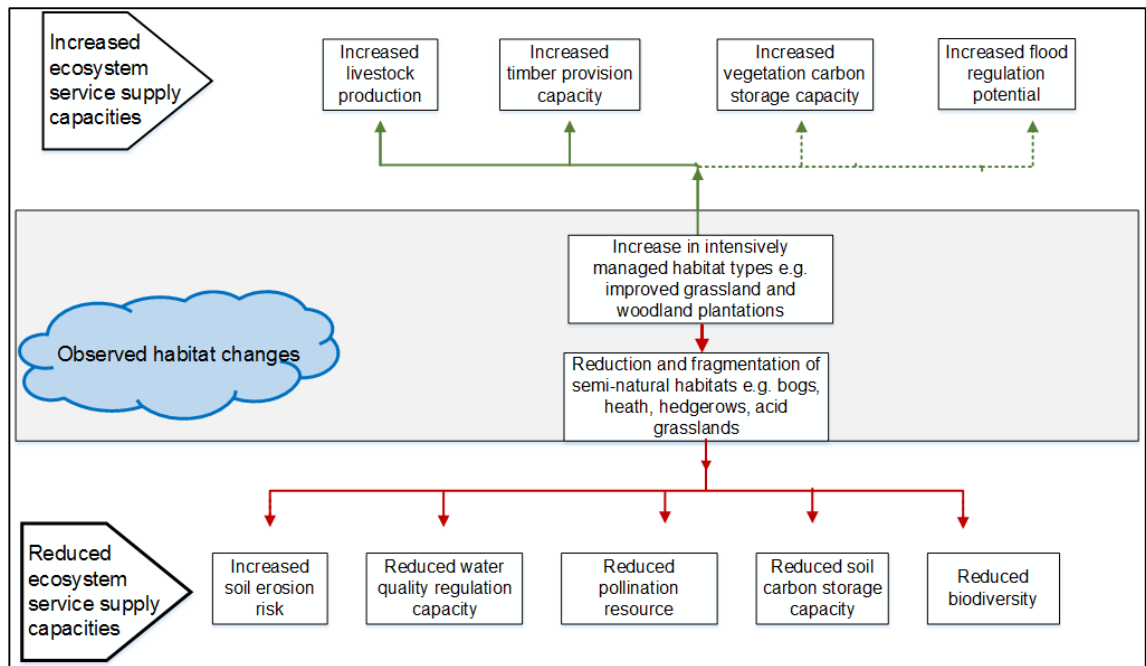 Increased
ecosystem
service supply
capacities
Increased
livestock
production
Increased
timber provision
capacity
Increased
vegetation carbon
storage capacity
Increased flood
regulation
potential
Increase in intensively
managed habitat types e.g.
improved grassland and
woodland plantations
Observed habitat changes
Reduction and fragmentation of
semi-natural habitats e.g. bogs,
heath, hedgerows, acid
grasslands
Reduced
ecosystem
service supply
capacities
Increased
soil erosion
risk
Reduced water
quality regulation
capacity
Reduced
pollination
resource
Reduced soil
carbon storage
capacity
Reduced
biodiversity